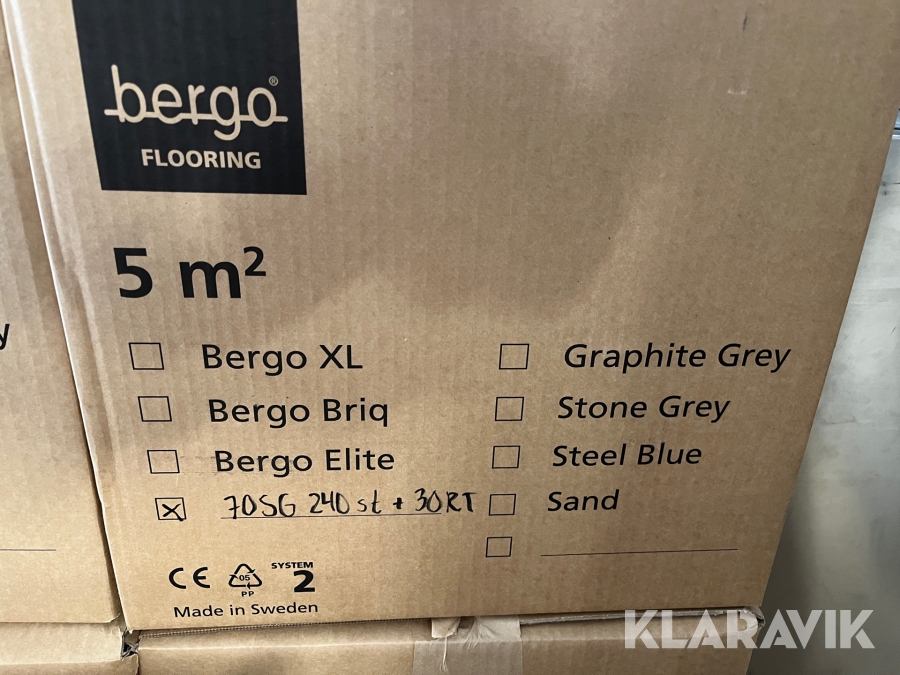 bergo®
FLOORING
5 m²
y
Bergo XL
Graphite Grey
Bergo Briq
Stone Grey
Bergo Elite
Steel Blue
70SG 240 st + 30RT
Sand
CE
05
PP
SYSTEM
2
Made in Sweden
KLARAVIK